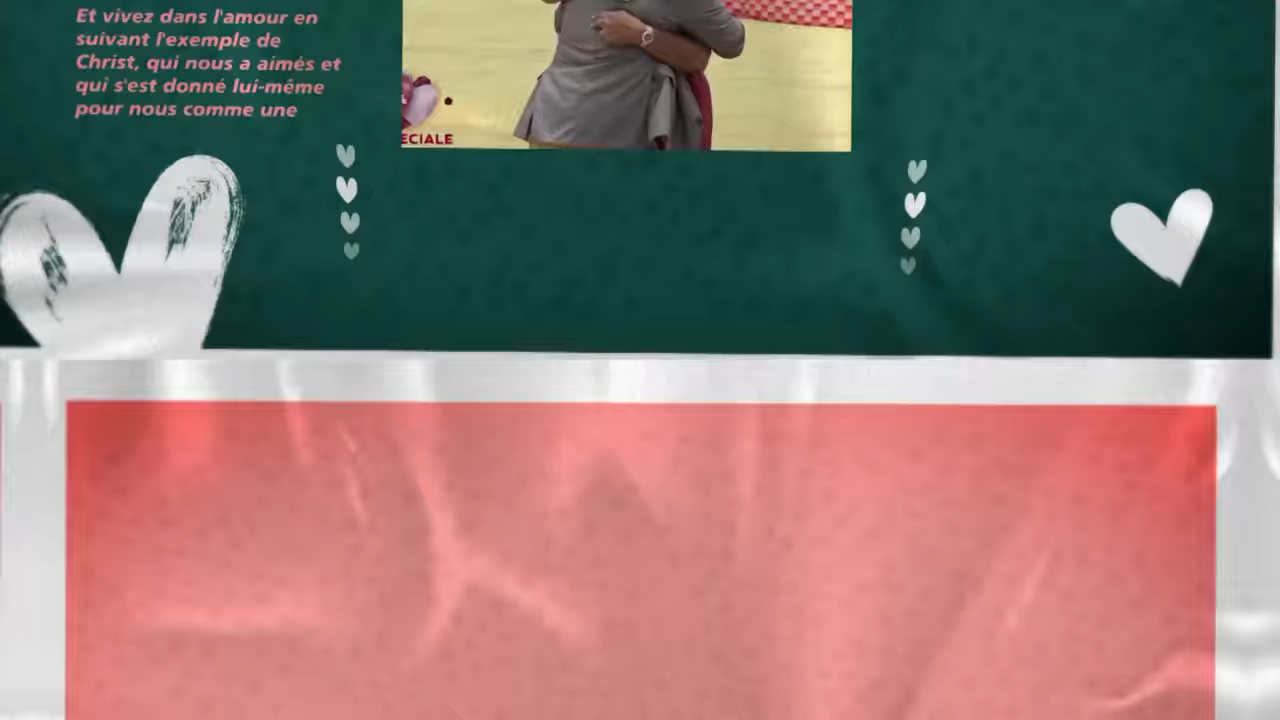 Et vivez dans l'amour en
suivant l'exemple de
Christ, qui nous a aimés et
qui s'est donné lui-même
pour nous comme une
ECIALE